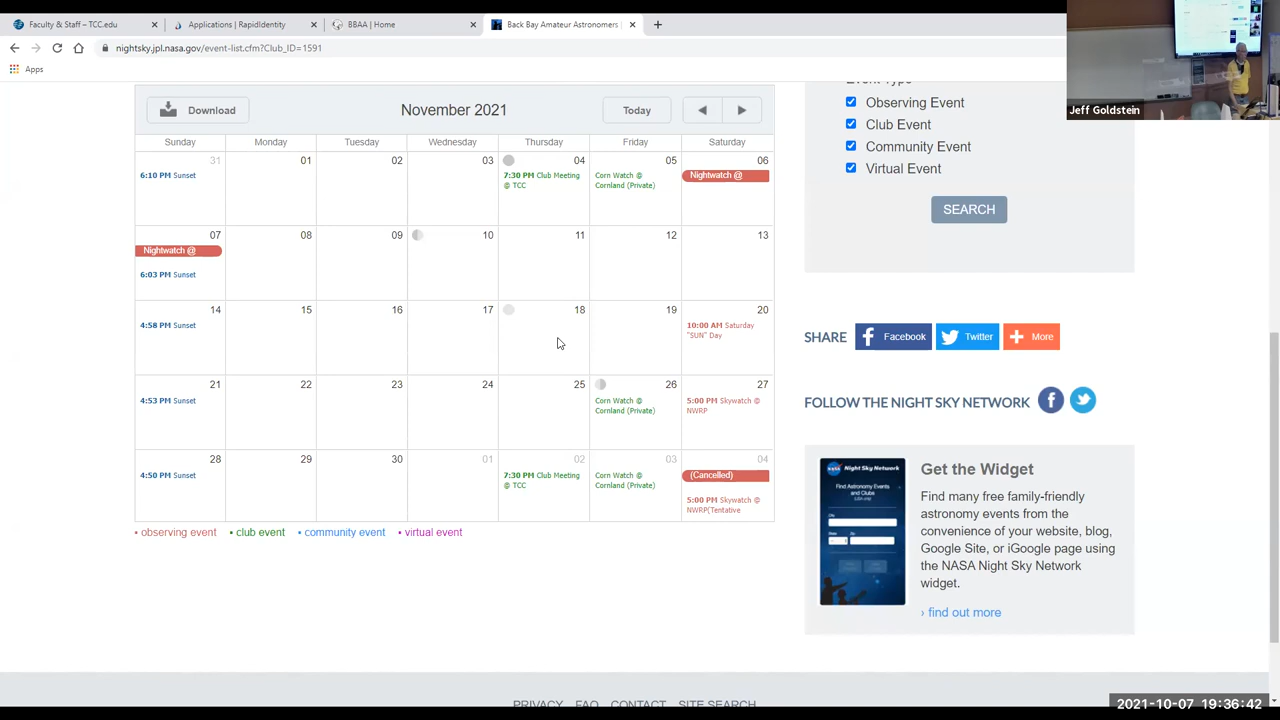 Faculty & Staff – TCC.edu
Applications | RapidIdentity
BBAA | Home
Back Bay Amateur Astronomers |
nightsky.jpl.nasa.gov/event-list.cfm?Club_ID=1591
Apps
Jeff Goldstein
Download
November 2021
Today
Sunday Monday Tuesday Wednesday Thursday Friday Saturday
31 01 02 03 04 05 06
6:10 PM Sunset
7:30 PM Club Meeting
@ TCC
Corn Watch @
Cornland (Private)
Nightwatch @
07 08 09 10 11 12 13
Nightwatch @
6:03 PM Sunset
14 15 16 17 18 19 20
4:58 PM Sunset
10:00 AM Saturday
"SUN" Day
21 22 23 24 25 26 27
4:53 PM Sunset
Corn Watch @
Cornland (Private)
5:00 PM Skywatch @
NWRP
28 29 30 01 02 03 04
4:50 PM Sunset
7:30 PM Club Meeting
@ TCC
Corn Watch @
Cornland (Private)
(Cancelled)
5:00 PM Skywatch @
NWRP(Tentative
• observing event • club event • community event • virtual event
Event Type
Observing Event
Club Event
Community Event
Virtual Event
SEARCH
SHARE Facebook Twitter More
FOLLOW THE NIGHT SKY NETWORK
NASA Night Sky Network
Find Astronomy Events
and Clubs
Get the Widget
Find many free family-friendly
astronomy events from the
convenience of your website, blog,
Google Site, or iGoogle page using
the NASA Night Sky Network
widget.
› find out more
PRIVACY FAQ CONTACT SITE SEARCH
2021-10-07 19:36:42